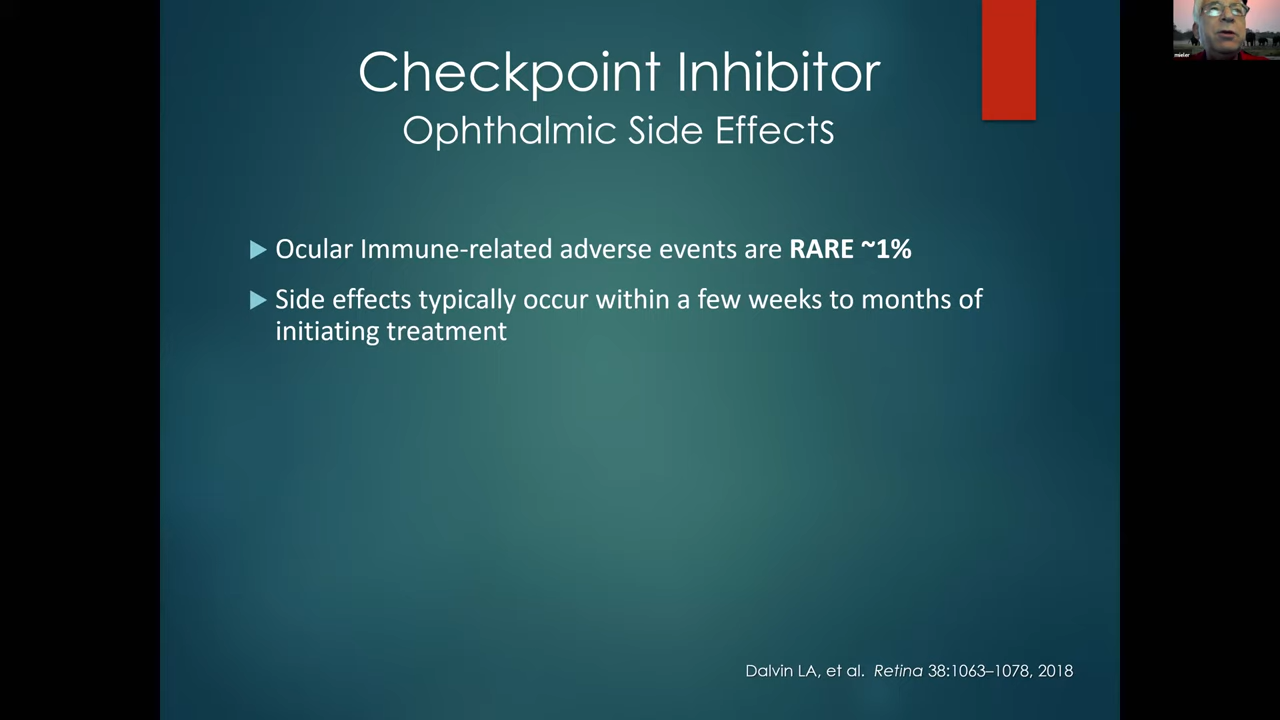 Checkpoint Inhibitor
Ophthalmic Side Effects
Ocular Immune-related adverse events are RARE ~1%
Side effects typically occur within a few weeks to months of
initiating treatment
Dalvin LA, et al. Retina 38:1063–1078, 2018
mieler